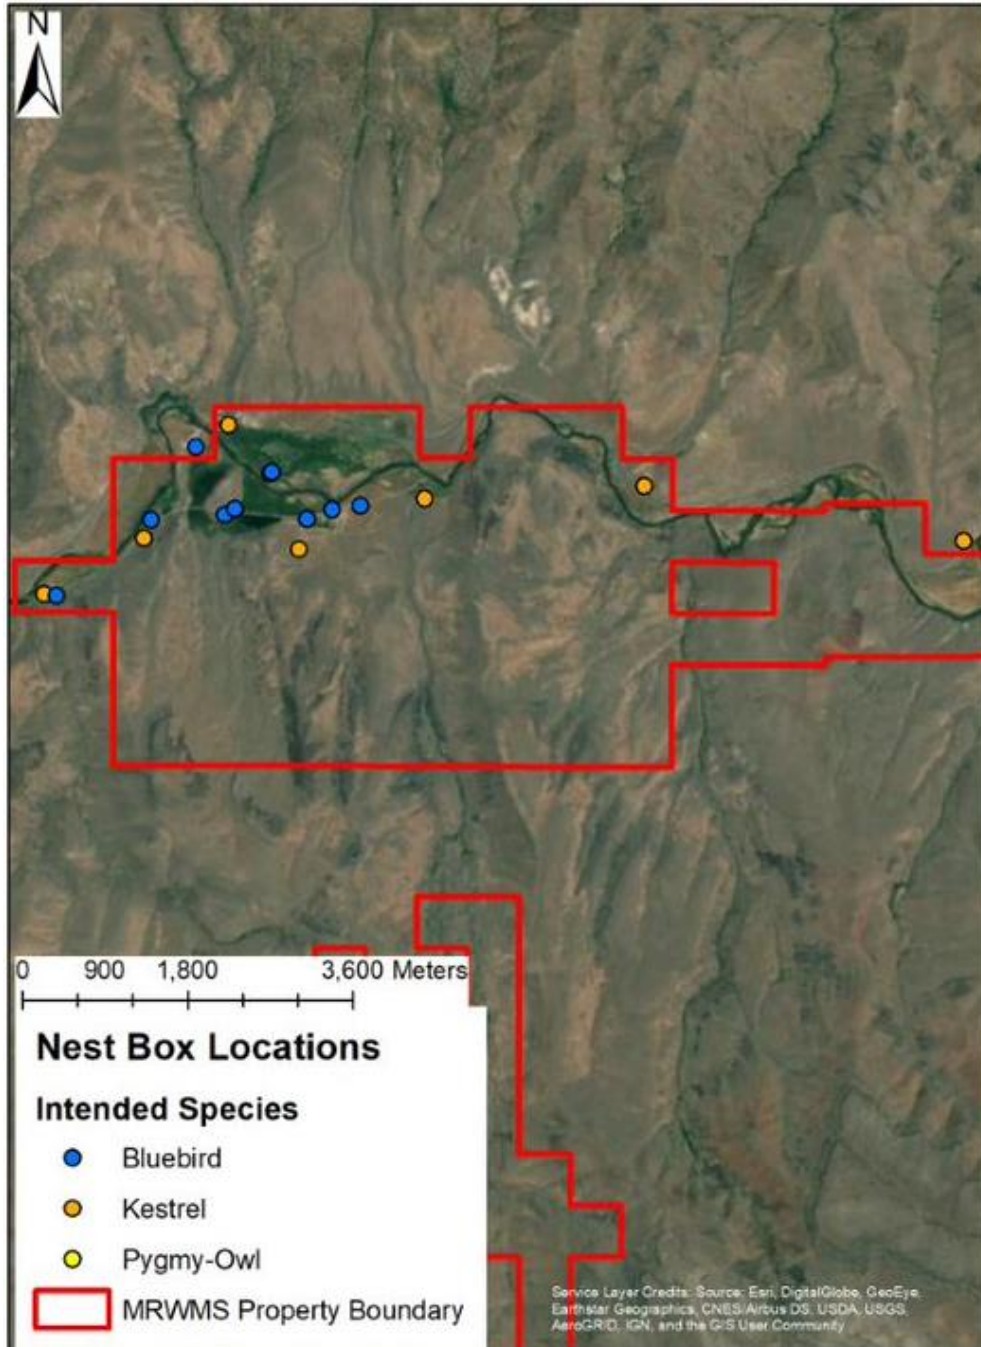 N
0 900 1,800 3,600 Meters
Nest Box Locations
Intended Species
Bluebird
Kestrel
Pygmy-Owl
MRWMS Property Boundary
Service Layer Credits: Source: Esri, DigitalGlobe, GeoEye,
Earthstar Geographics, CNES/Airbus DS, USDA, USGS,
AeroGRID, IGN, and the GIS User Community